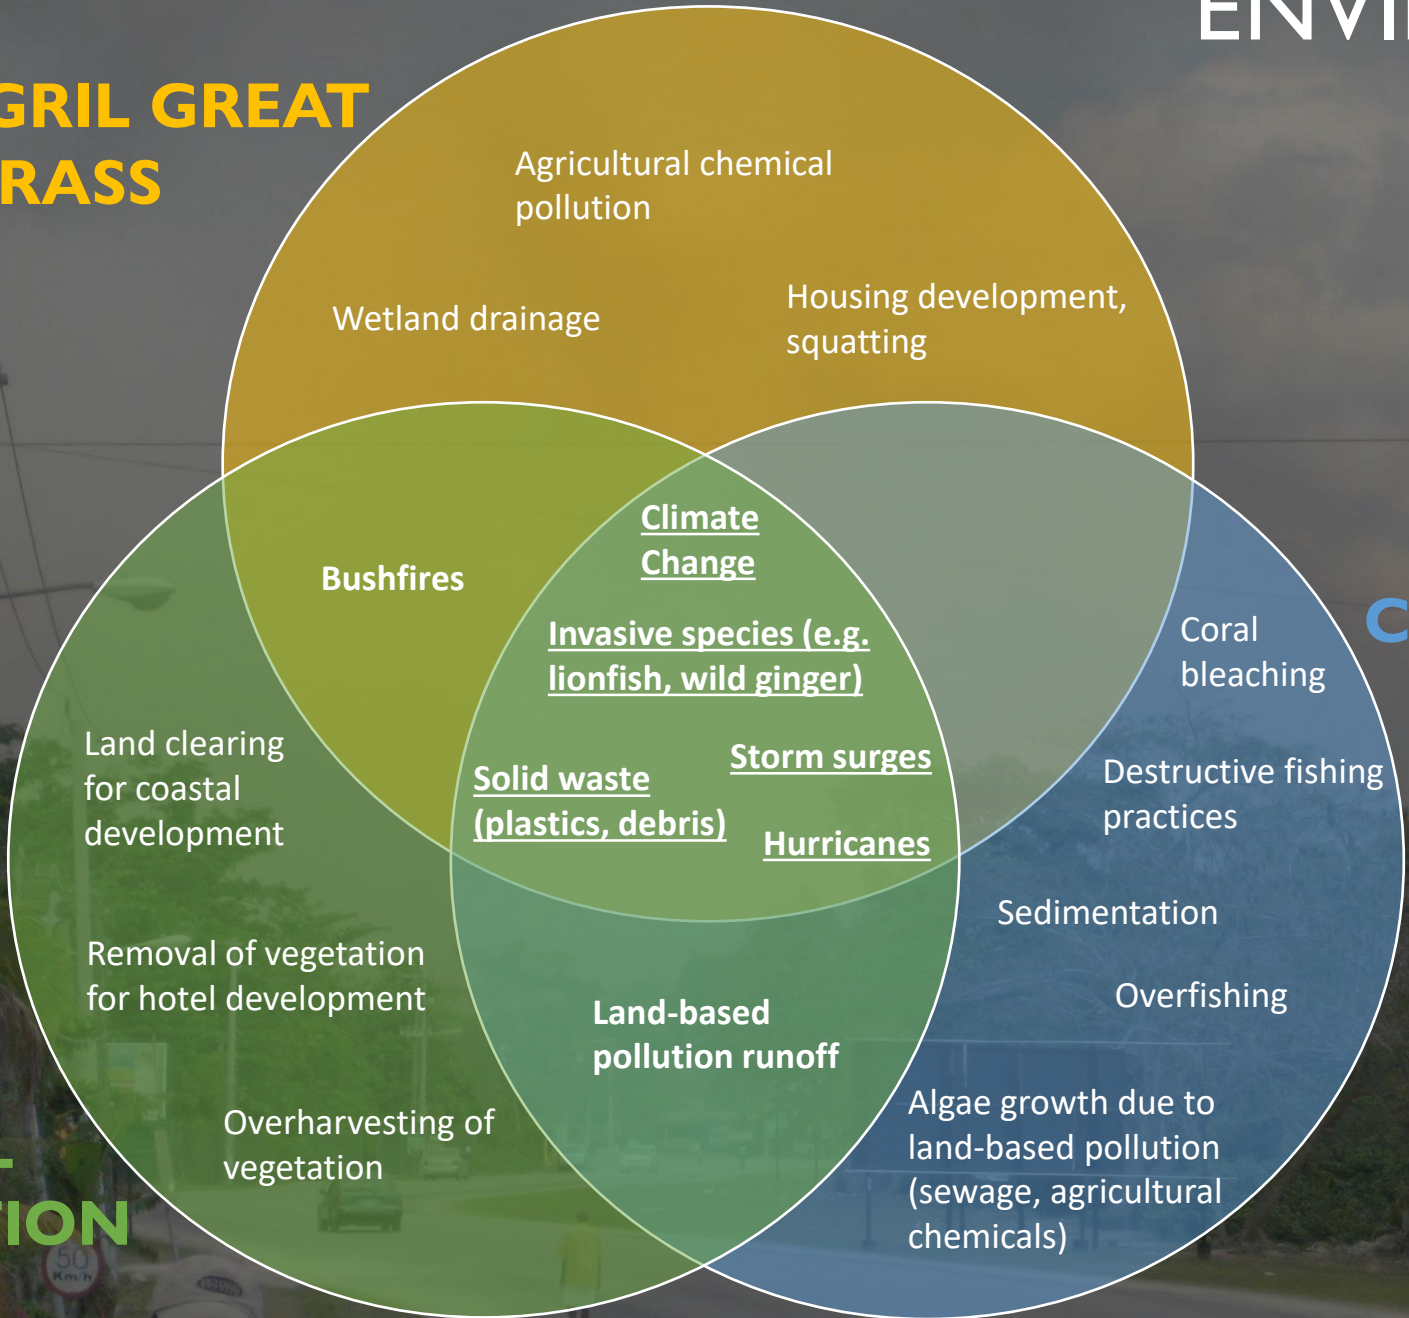 ENVI
GRIL GREAT
RASS
Agricultural chemical
pollution
Wetland drainage
Housing development,
squatting
Climate
Change
Bushfires
Invasive species (e.g.
lionfish, wild ginger)
Coral
bleaching
C
Land clearing
for coastal
development
Solid waste
(plastics, debris)
Storm surges
Hurricanes
Destructive fishing
practices
Sedimentation
Removal of vegetation
for hotel development
Overfishing
Land-based
pollution runoff
Overharvesting of
vegetation
Algae growth due to
land-based pollution
(sewage, agricultural
chemicals)
TION
50
Km/h